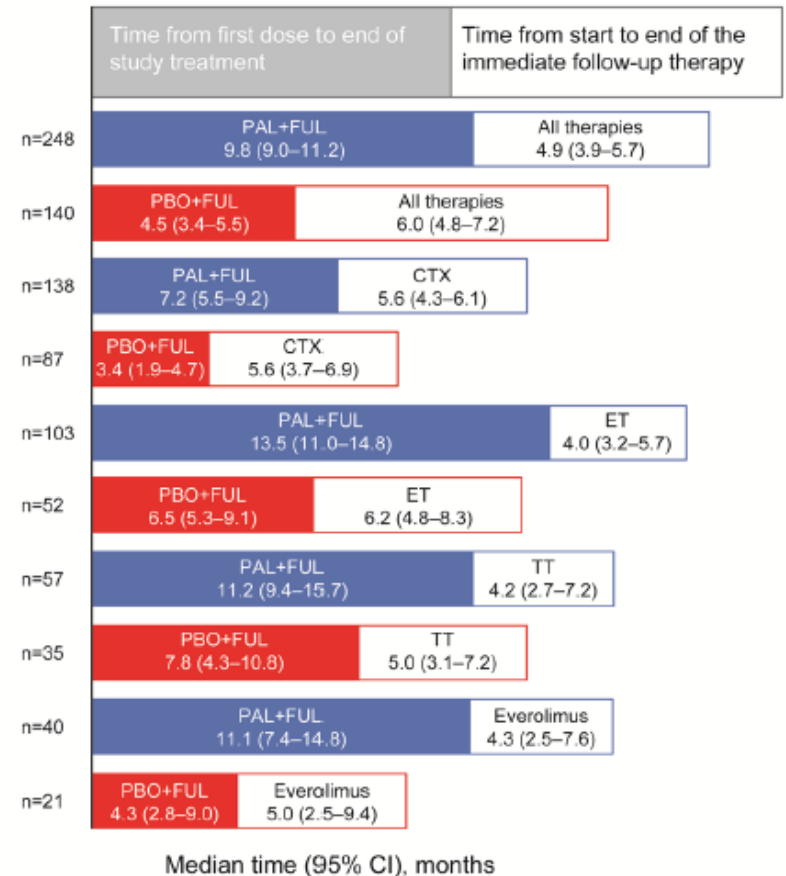 Time from first dose to end of
study treatment
Time from start to end of the
immediate follow-up therapy
n=248
PAL+FUL
9.8 (9.0–11.2)
All therapies
4.9 (3.9–5.7)
n=140
PBO+FUL
4.5 (3.4–5.5)
All therapies
6.0 (4.8–7.2)
n=138
PAL+FUL
7.2 (5.5–9.2)
CTX
5.6 (4.3–6.1)
n=87
PBO+FUL
3.4 (1.9–4.7)
CTX
5.6 (3.7–6.9)
n=103
PAL+FUL
13.5 (11.0–14.8)
ET
4.0 (3.2–5.7)
n=52
PBO+FUL
6.5 (5.3–9.1)
ET
6.2 (4.8–8.3)
n=57
PAL+FUL
11.2 (9.4–15.7)
TT
4.2 (2.7–7.2)
n=35
PBO+FUL
7.8 (4.3–10.8)
TT
5.0 (3.1–7.2)
n=40
PAL+FUL
11.1 (7.4–14.8)
Everolimus
4.3 (2.5–7.6)
n=21
PBO+FUL
4.3 (2.8–9.0)
Everolimus
5.0 (2.5–9.4)
Median time (95% CI), months